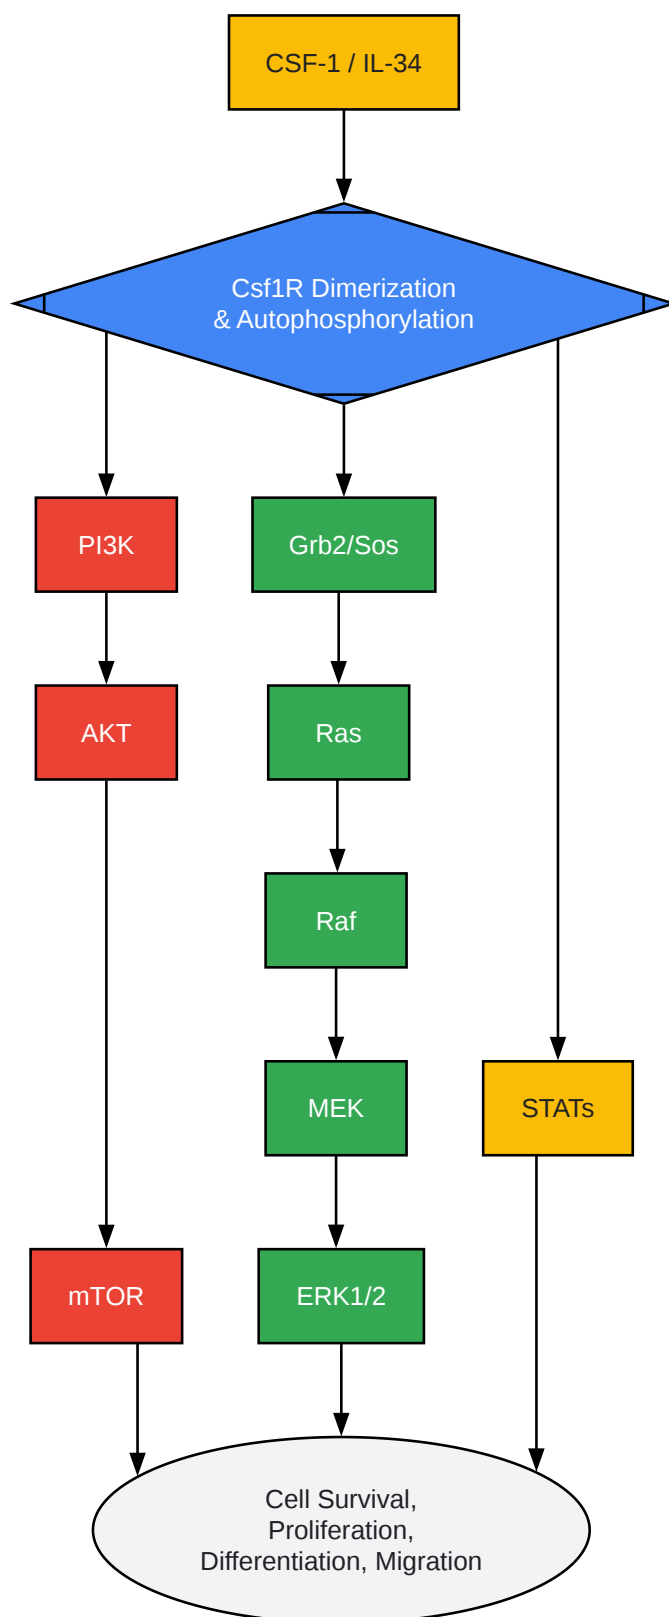 CSF-1 / IL-34
Csf1R Dimerization
& Autophosphorylation
PI3K
Grb2/Sos
AKT
Ras
Raf
MEK
STATs
mTOR
ERK1/2
Cell Survival,
Proliferation,
Differentiation, Migration